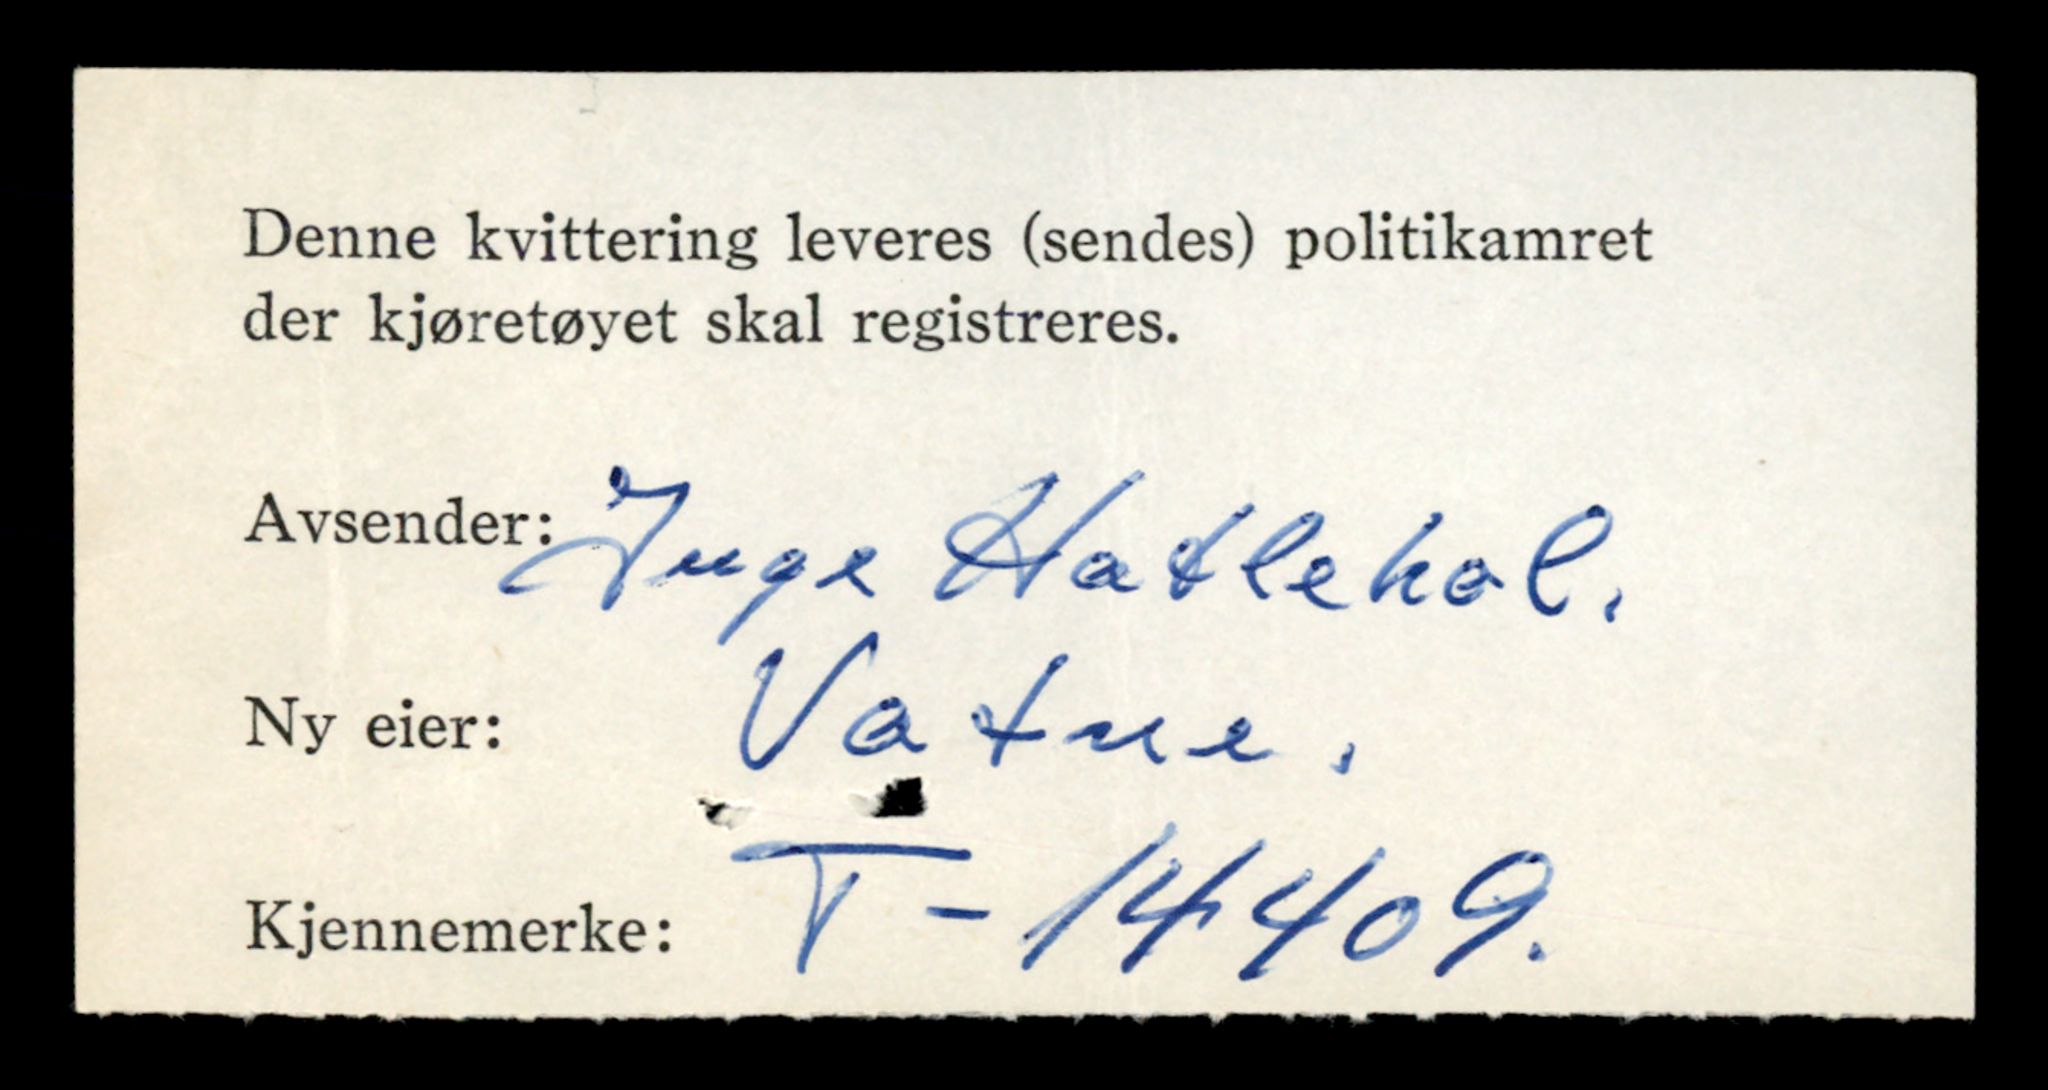 Denne kvittering leveres (sendes) politikamret
der kjøretøyet skal registreres.
Avsender: Inge Hatlehol.
Ny eier: Vatne.
Kjennemerke: T-14409.